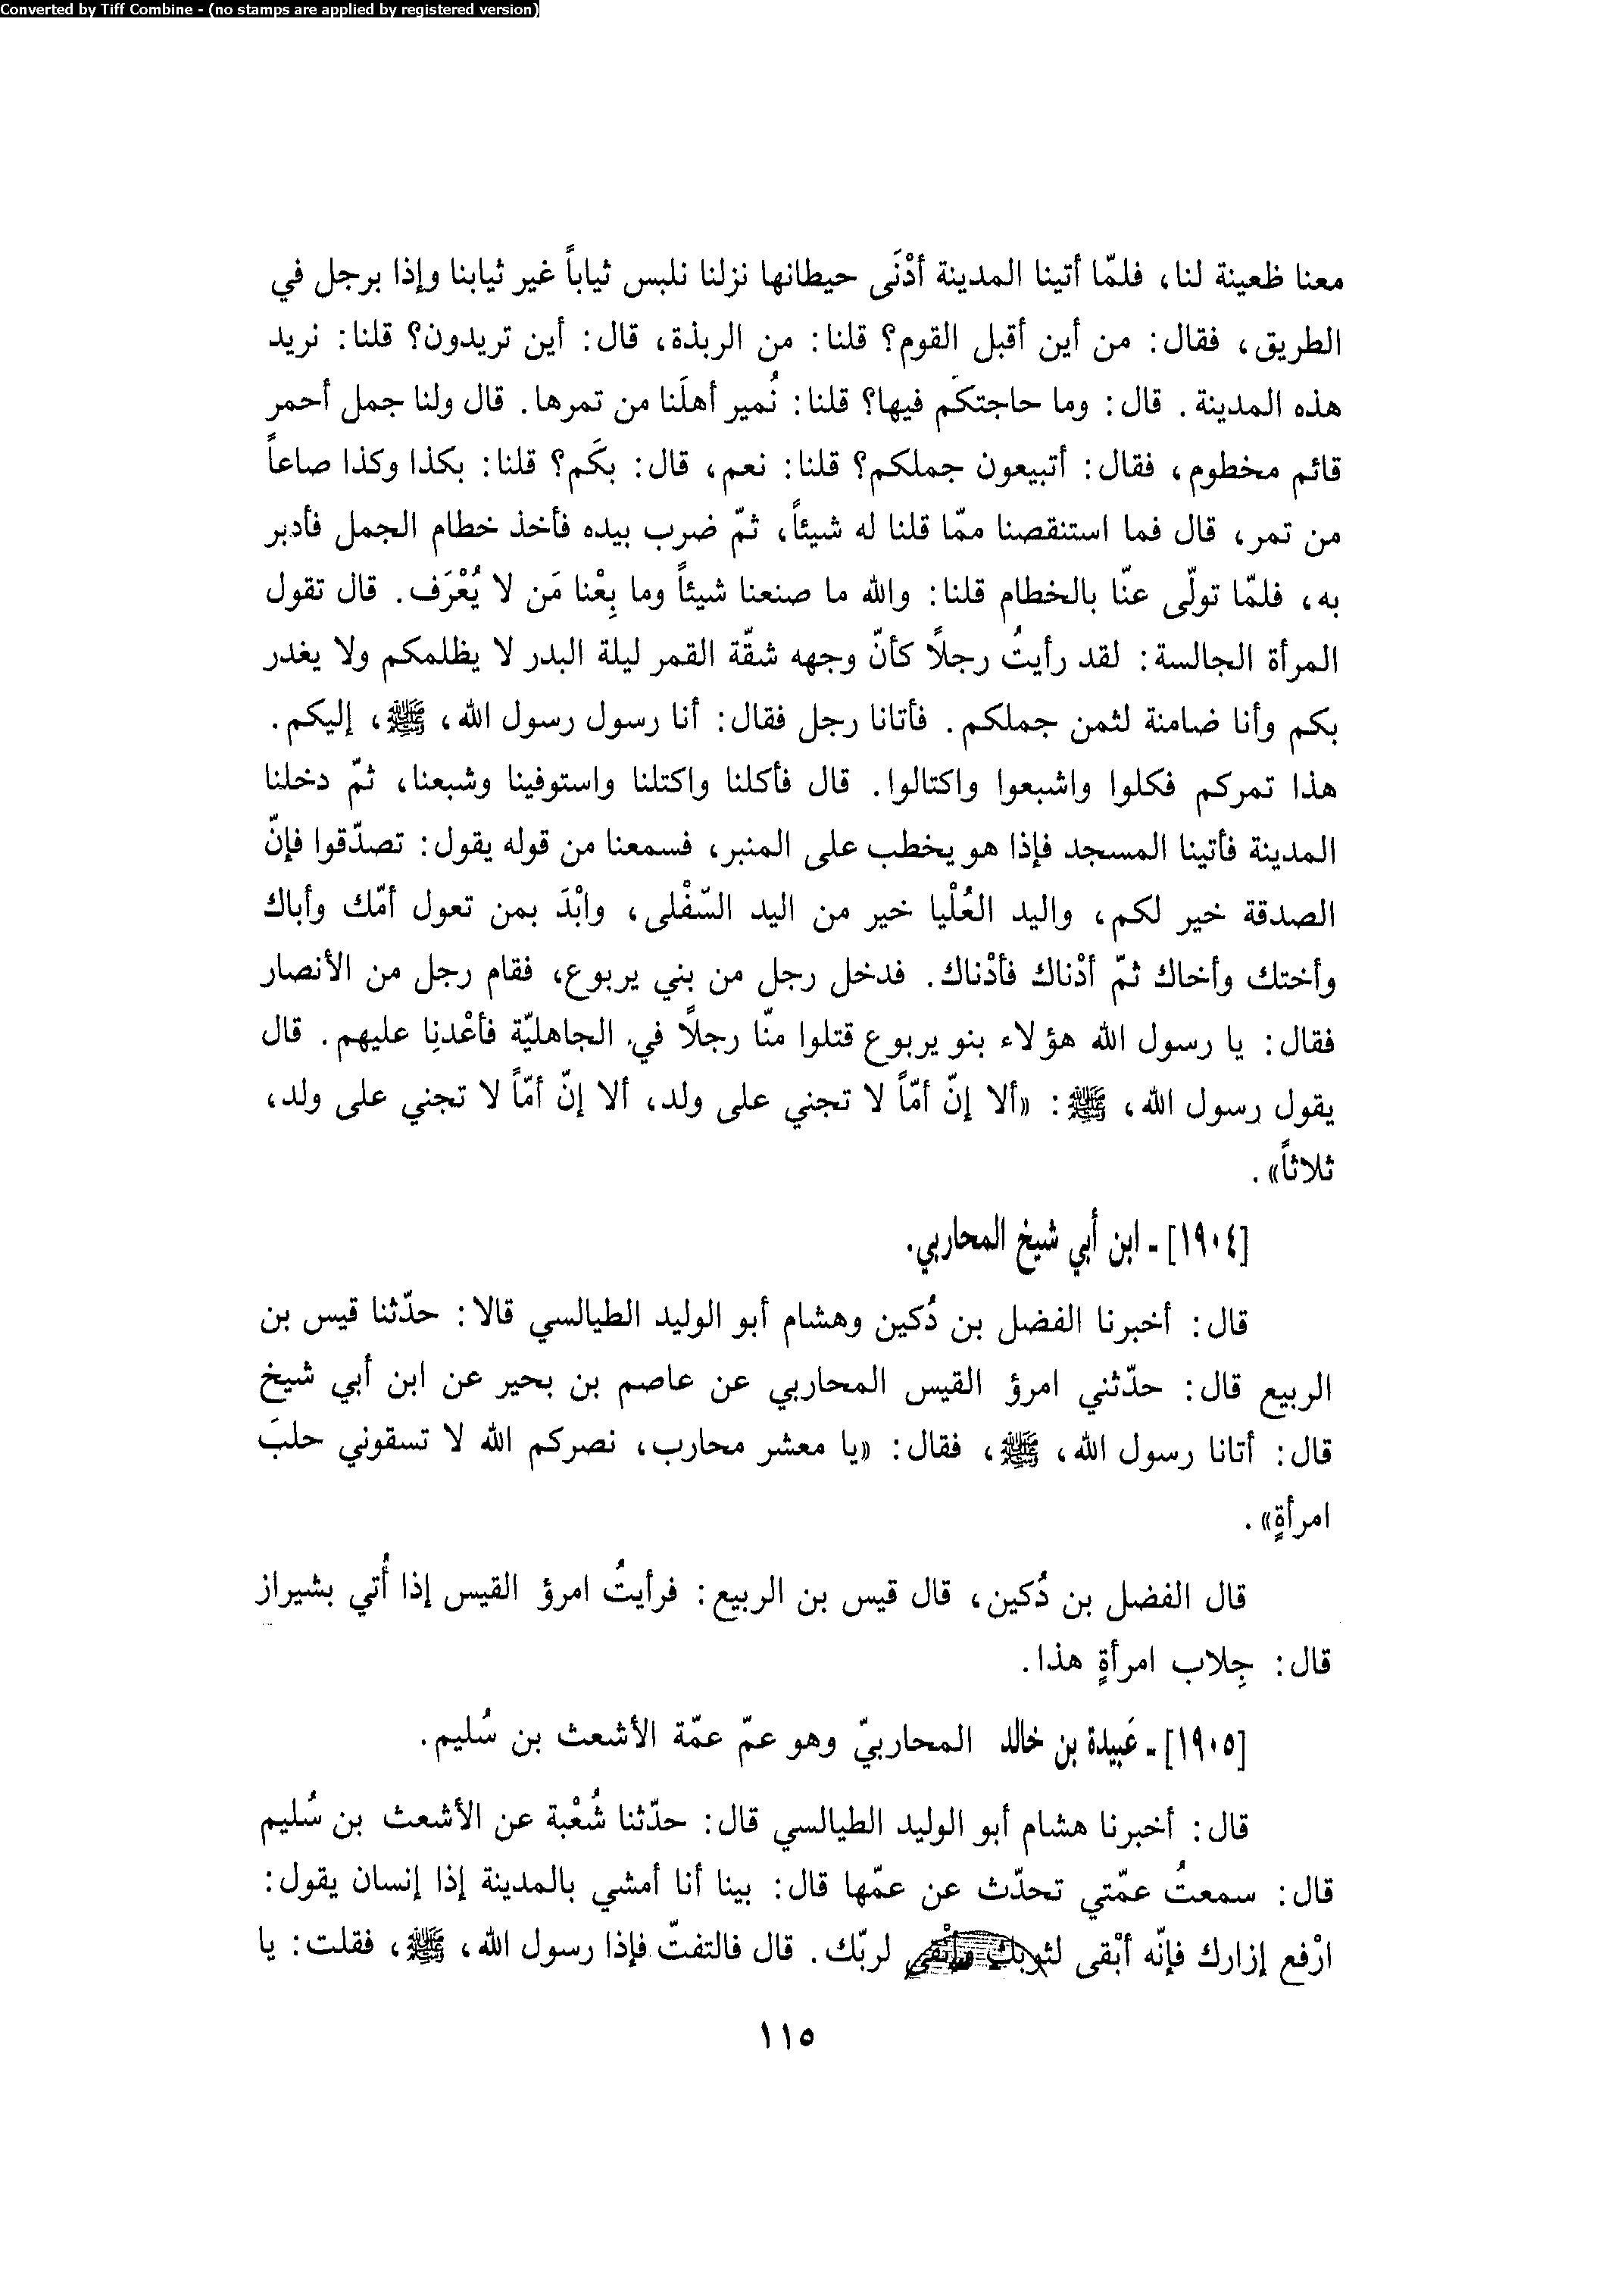 Converted by Tiff Combine - (no stamps are applied by registered version)
معنا ظعينة لنا، فلمّا أتينا المدينة أدْنَى حيطانها نزلنا نلبس ثياباً غير ثيابنا وإذا برجل في
الطريق، فقال: من أين أقبل القوم؟ قلنا: من الربذة، قال: أين تريدون؟ قلنا: نريد
هذه المدينة. قال: وما حاجتكم فيها؟ قلنا: نُمير أهلَنا من تمرها. قال ولنا جمل أحمر
قائم مخطوم، فقال: أتبيعون جملكم؟ قلنا: نعم، قال: بكَم؟ قلنا: بكذا وكذا صاعاً
من تمر، قال فما استنقصنا ممّا قلنا له شيئاً، ثمّ ضرب بيده فأخذ خطام الجمل فأدبر
به، فلمّا تولّى عنّا بالخطام قلنا: والله ما صنعنا شيئاً وما بِعْنا مَن لا يُعْرَف. قال تقول
المرأة الجالسة: لقد رأيتُ رجلاً كأنّ وجهه شقّة القمر ليلة البدر لا يظلمكم ولا يغدر
بكم وأنا ضامنة لثمن جملكم. فأتانا رجل فقال: أنا رسول رسول الله، ﷺ، إليكم.
هذا تمركم فكلوا واشبعوا واكتالوا. قال فأكلنا واكتلنا واستوفينا وشبعنا، ثمّ دخلنا
المدينة فأتينا المسجد فإذا هو يخطب على المنبر، فسمعنا من قوله يقول: تصدّقوا فإنّ
الصدقة خير لكم، واليد العُلْيا خير من اليد السّفْلى، وابْدَ بمن تعول أمّك وأباك
وأختك وأخاك ثمّ أدْناك فأدْناك. فدخل رجل من بني يربوع، فقام رجل من الأنصار
فقال: يا رسول الله هؤلاء بنو يربوع قتلوا منّا رجلاً في الجاهليّة فأعْدنِا عليهم. قال
يقول رسول الله، ﷺ: «ألا إنّ أمّاً لا تجني على ولد، ألا إنّ أمّاً لا تجني على ولد،
ثلاثاً».
[١٩٠٤] - ابن أبي شيخ المحاربي.
قال: أخبرنا الفضل بن دُكين وهشام أبو الوليد الطيالسي قالا: حدّثنا قيس بن
الربيع قال: حدّثني امرؤ القيس المحاربي عن عاصم بن بحير عن ابن أبي شيخ
قال: أتانا رسول الله، ﷺ، فقال: «يا معشر محارب، نصركم الله لا تسقوني حلبَ
امرأةٍ».
قال الفضل بن دُكين، قال قيس بن الربيع: فرأيتُ امرؤ القيس إذا أُتي بشيراز
قال: حِلاب امرأةٍ هذا.
[١٩٠٥] - عَبيدة بن خالد المحاربيّ وهو عمّ عمّة الأشعث بن سُليم.
قال: أخبرنا هشام أبو الوليد الطيالسي قال: حدّثنا شُعْبة عن الأشعث بن سُليم
قال: سمعتُ عمّتي تحدّث عن عمّها قال: بينا أنا أمشي بالمدينة إذا إنسان يقول:
ارْفع إزارك فإنّه أبْقى لثوبك وأتْقى لربّك. قال فالتفتّ فإذا رسول الله، ﷺ، فقلت: يا
١١٥